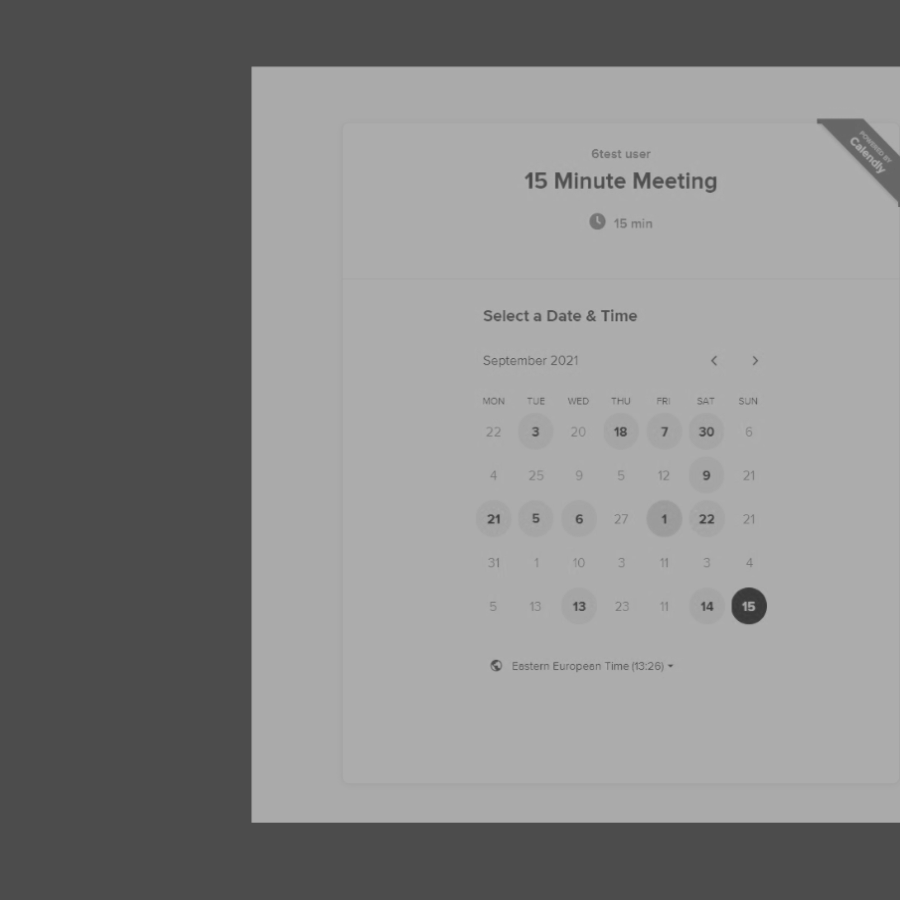 POWERED BY
Calendly
6test user
15 Minute Meeting
15 min
Select a Date & Time
September 2021
MON TUE WED THU FRI SAT SUN
22 3 20 18 7 30 6
4 25 9 5 12 9 21
21 5 6 27 1 22 21
31 1 10 3 11 3 4
5 13 13 23 11 14 15
Eastern European Time (13:26)